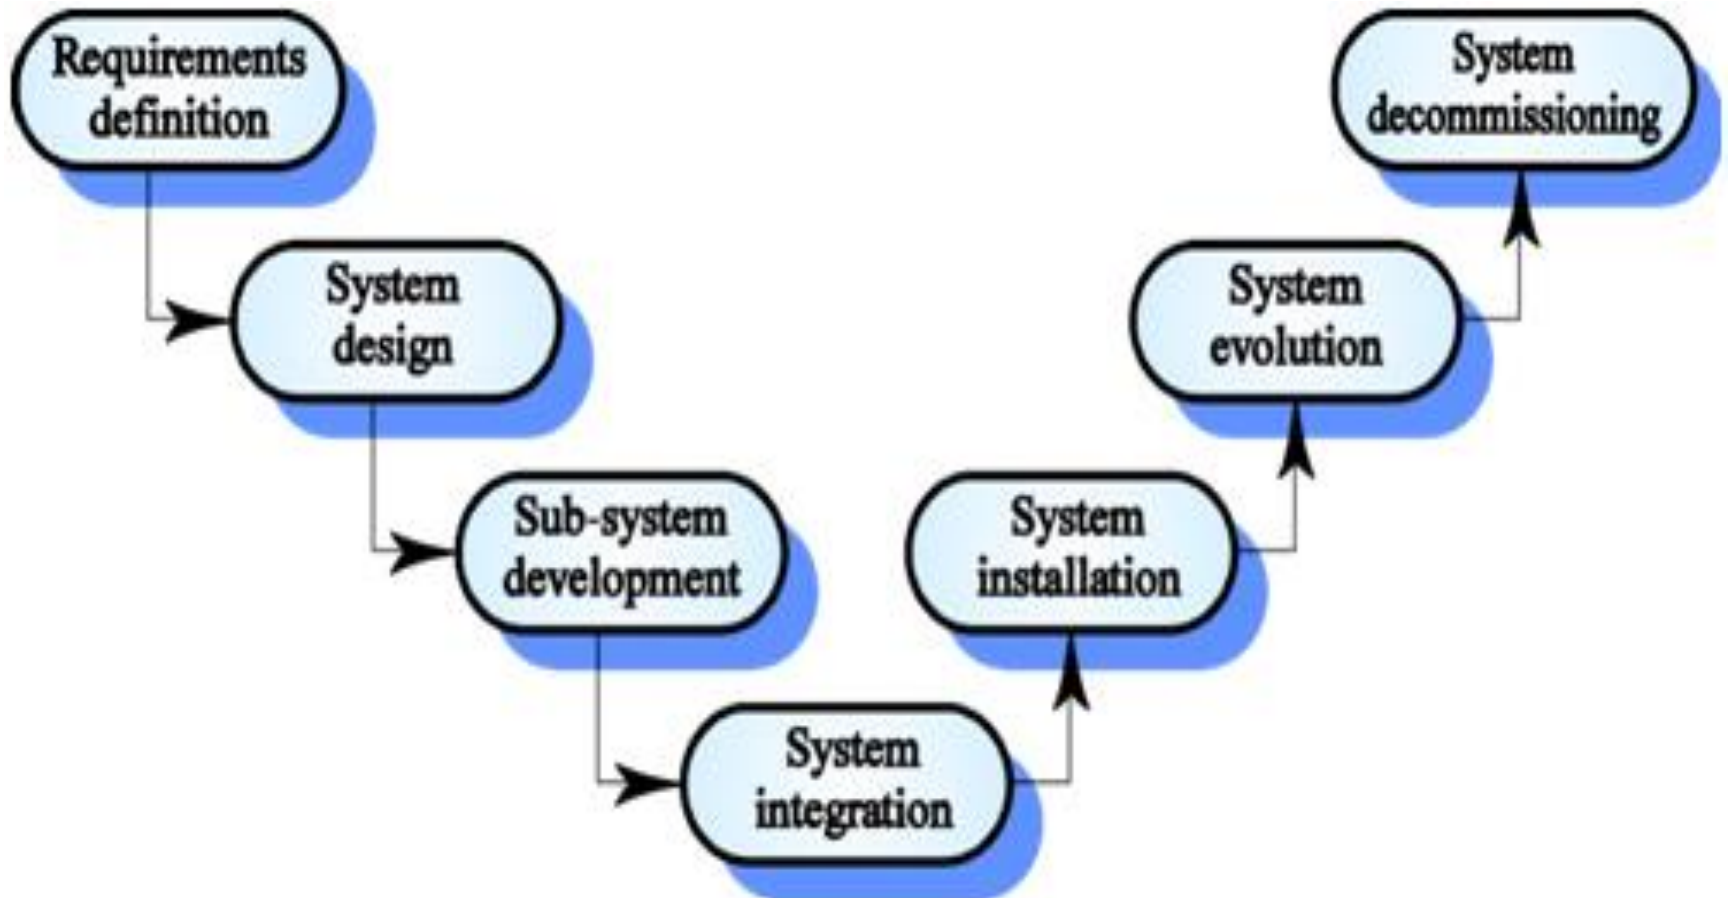 Requirements
definition
System
design
Sub-system
development
System
integration
System
installation
System
evolution
System
decommissioning